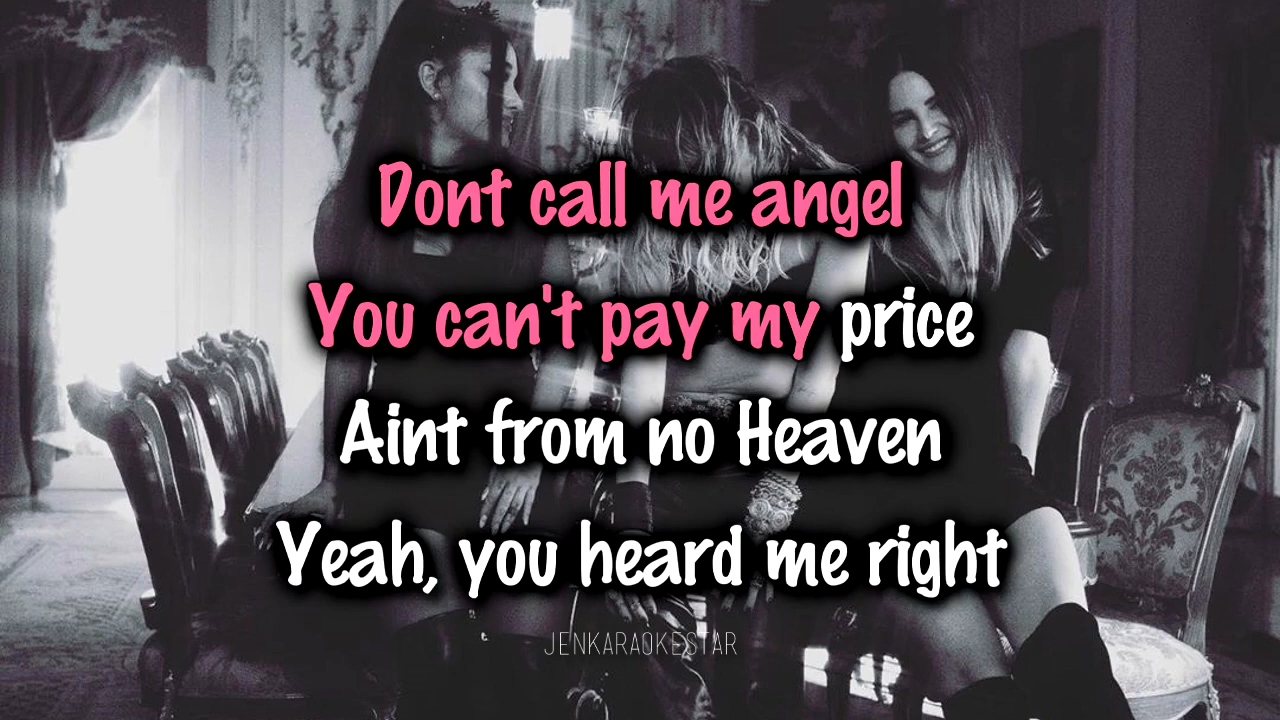 Dont call me angel
You can't pay my price
Aint from no Heaven
Yeah, you heard me right
JENKARAOKESTAR